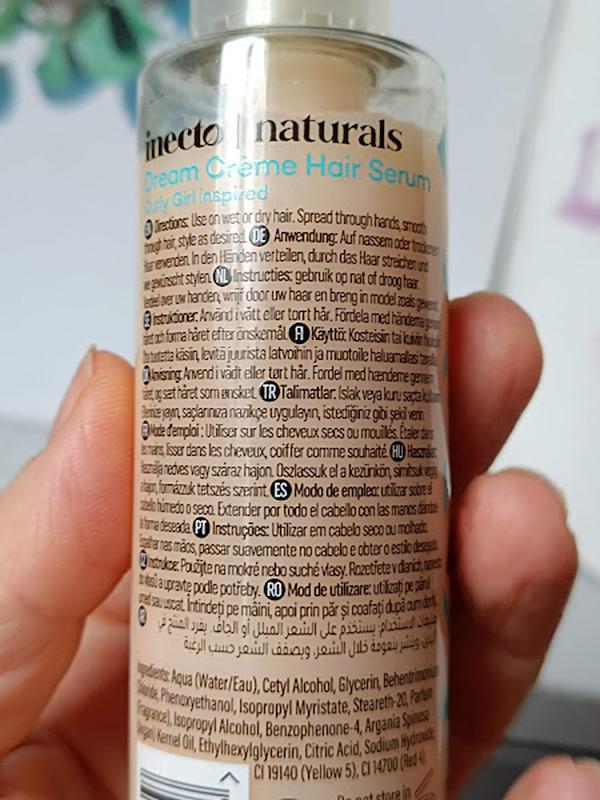 inecto naturals
Dream Crème Hair Serum
Curly Girl inspired
Directions: Use on wet or dry hair. Spread through hands, smooth
through hair, style as desired. DE Anwendung: Auf nassem oder
Haar verwenden. In den Händen verteilen, durch das Haar streichen und
wie gewünscht stylen. NL Instructies: gebruik op nat of droog haar.
Verdeel over uw handen, wrijf door uw haar en breng in model zoals
SE Instruktioner: Använd i vått eller torrt hår. Fördela med händerna
håret och forma håret efter önskemål. FI Käyttö: Kosteisiin tai kuiviin
Ota tuotetta käsiin, levitä juurista latvoihin ja muotoile haluamallasi
Anvisning: Anvend i vådt eller tørt hår. Fordel med hænderne gennem
håret, og sæt håret som ønsket. TR Talimatlar: Islak veya kuru saçta
Ellerinize yayın, saçlarınıza nazikçe uygulayın, istediğiniz gibi şekil verin.
Mode d'emploi : Utiliser sur les cheveux secs ou mouillés. Étaler dans
les mains, lisser dans les cheveux, coiffer comme souhaité. HU
nedves vagy száraz hajon. Oszlassuk el a kezünkön, simítsuk végig
a hajon, formázzuk tetszés szerint. ES Modo de empleo: utilizar sobre el
cabello húmedo o seco. Extender por todo el cabello con las manos dándole
la forma deseada. PT Instruções: Utilizar em cabelo seco ou molhado.
Espalhar nas mãos, passar suavemente no cabelo e obter o estilo desejado.
CZ Instrukce: Použijte na mokré nebo suché vlasy. Rozetřete v dlaních,
do vlasů a upravte podle potřeby. RO Mod de utilizare: utilizați pe părul
umed sau uscat. Întindeți pe mâini, apoi prin păr și coafați după cum doriți.
تعليمات الاستخدام: يستخدم على الشعر المبلل أو الجاف. يفرد المنتج في
اليدين، وينشر بنعومة خلال الشعر، ويصفف الشعر حسب الرغبة
Ingredients: Aqua (Water/Eau), Cetyl Alcohol, Glycerin, Behentrimonium
Chloride, Phenoxyethanol, Isopropyl Myristate, Steareth-20, Parfum
(Fragrance), Isopropyl Alcohol, Benzophenone-4, Argania Spinosa
(Argan) Kernel Oil, Ethylhexylglycerin, Citric Acid, Sodium Hydroxide,
CI 19140 (Yellow 5), CI 14700 (Red 4).
Do not store in